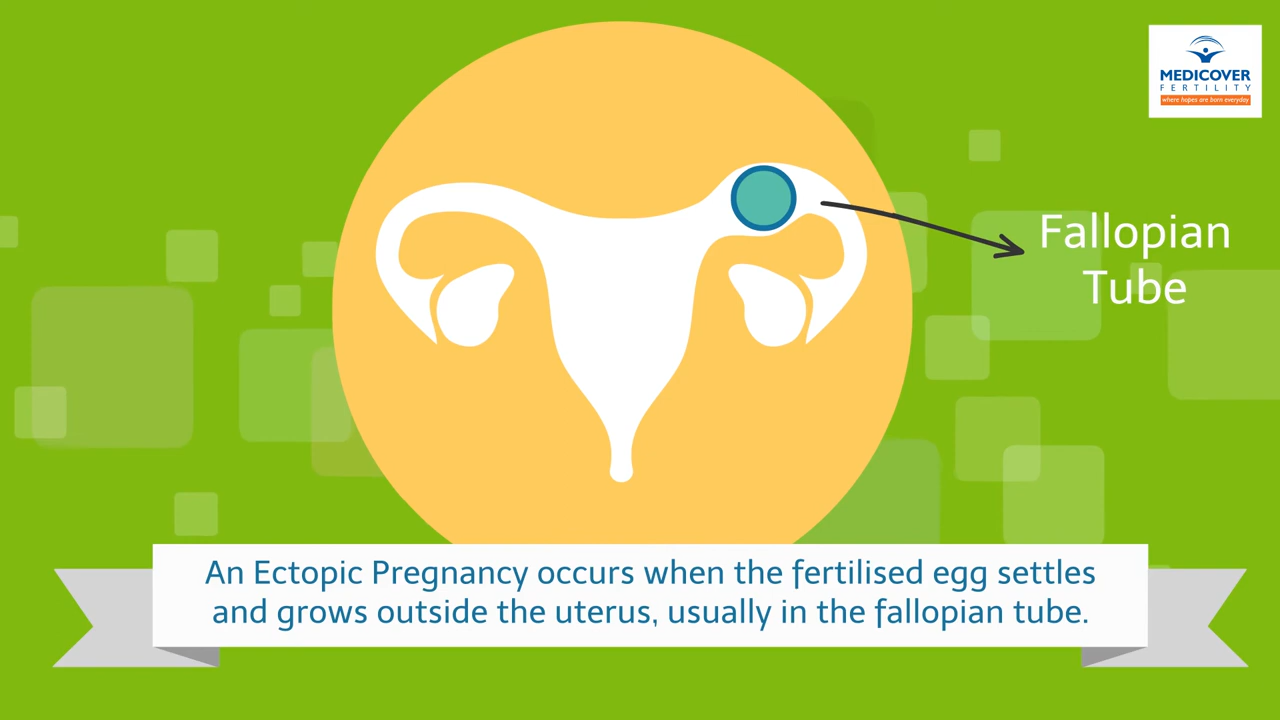 MEDICOVER
FERTILITY
where hopes are born everyday
Fallopian
Tube
An Ectopic Pregnancy occurs when the fertilised egg settles
and grows outside the uterus, usually in the fallopian tube.